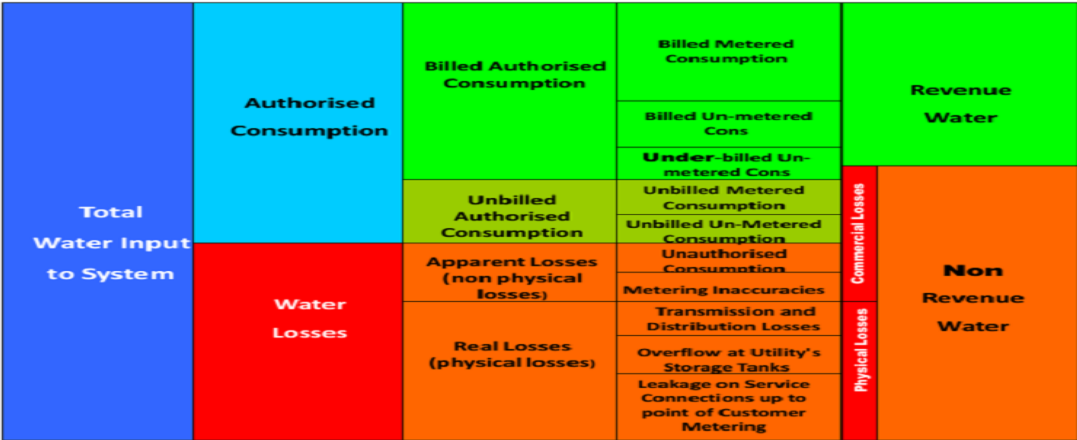 Total
Water Input
to System
Authorised
Consumption
Water
Losses
Billed Authorised
Consumption
Unbilled
Authorised
Consumption
Apparent Losses
(non physical
losses)
Real Losses
(physical losses)
Billed Metered
Consumption
Billed Un-metered
Cons
Under-billed Un-
metered Cons
Unbilled Metered
Consumption
Unbilled Un-Metered
Consumption
Unauthorised
Consumption
Metering Inaccuracies
Transmission and
Distribution Losses
Overflow at Utility's
Storage Tanks
Leakage on Service
Connections up to
point of Customer
Metering
Commercial Losses
Physical Losses
Revenue
Water
Non
Revenue
Water